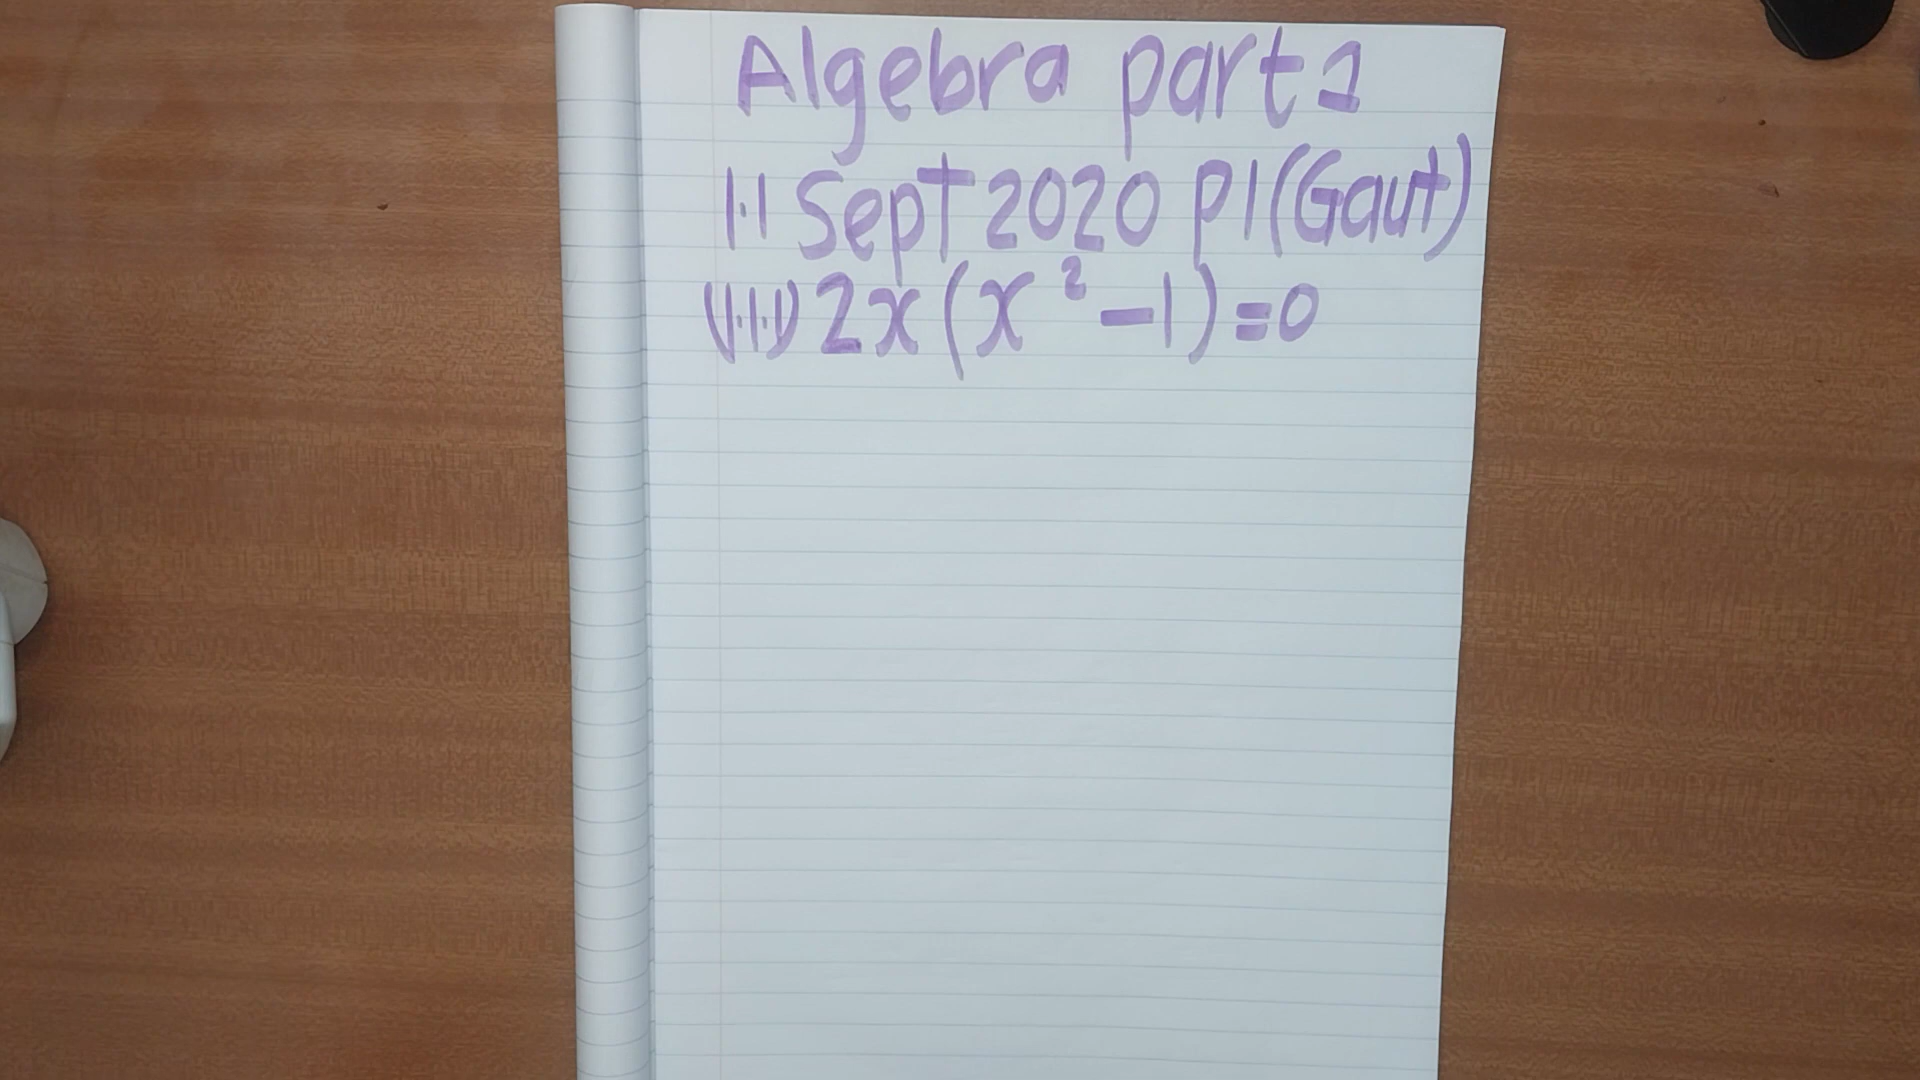 Algebra part 1
1.1 Sept 2020 P1 (Gaut)
(1.1.1) 2x(x²-1)=0